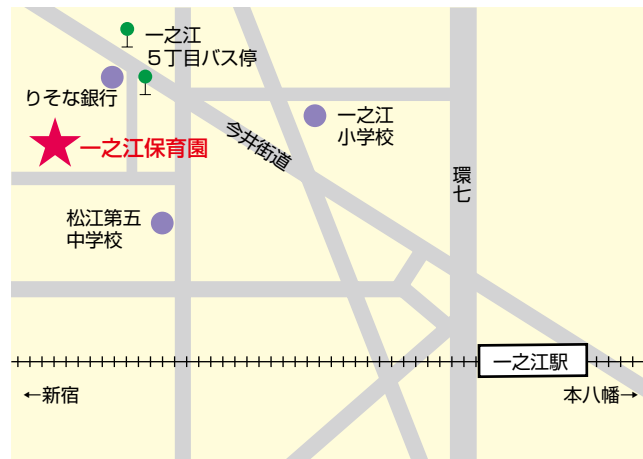 一之江
５丁目バス停
りそな銀行
一之江
小学校
一之江保育園
今井街道
環七
松江第五
中学校
一之江駅
←新宿
本八幡→